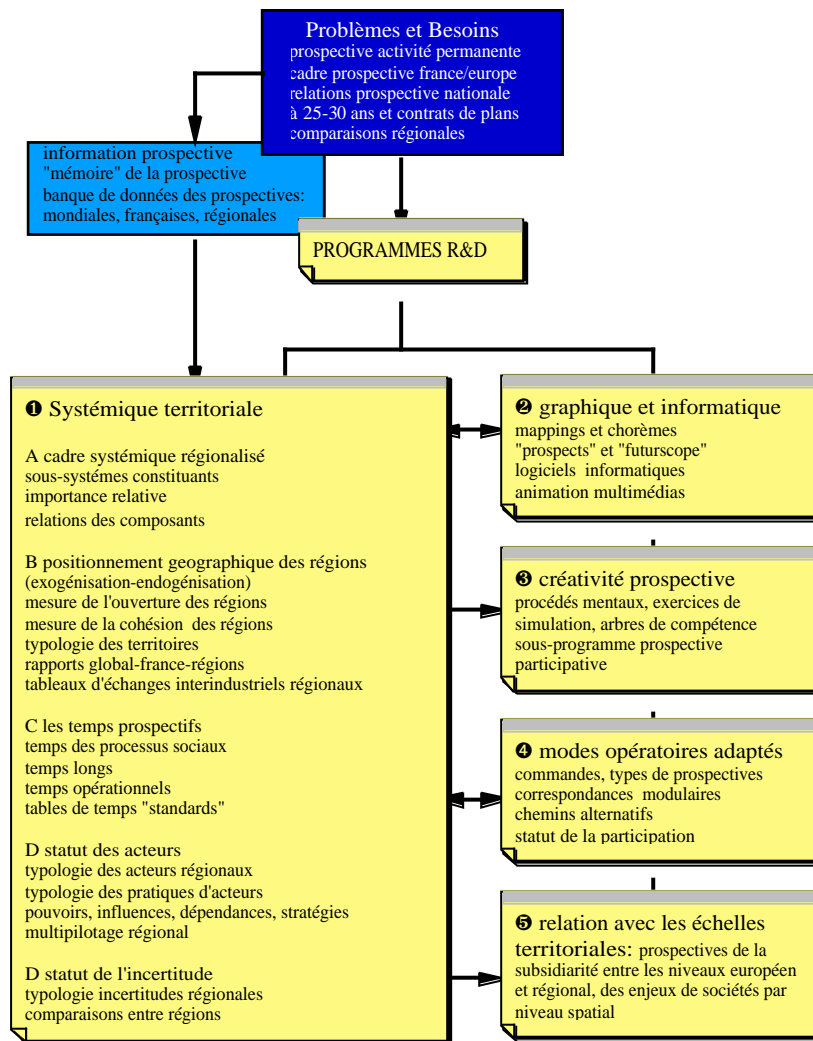 Problèmes et Besoins
prospective activité permanente
cadre prospective france/europe
relations prospective nationale
à 25-30 ans et contrats de plans
comparaisons régionales
information prospective
"mémoire" de la prospective
banque de données des prospectives:
mondiales, françaises, régionales
PROGRAMMES R&D
❶ Systémique territoriale
A cadre systémique régionalisé
sous-systémes constituants
importance relative
relations des composants
B positionnement geographique des régions
(exogénisation-endogénisation)
mesure de l'ouverture des régions
mesure de la cohésion des régions
typologie des territoires
rapports global-france-régions
tableaux d'échanges interindustriels régionaux
C les temps prospectifs
temps des processus sociaux
temps longs
temps opérationnels
tables de temps "standards"
D statut des acteurs
typologie des acteurs régionaux
typologie des pratiques d'acteurs
pouvoirs, influences, dépendances, stratégies
multipilotage régional
D statut de l'incertitude
typologie incertitudes régionales
comparaisons entre régions
❷ graphique et informatique
mappings et chorèmes
"prospects" et "futurscope"
logiciels informatiques
animation multimédias
❸ créativité prospective
procédés mentaux, exercices de
simulation, arbres de compétence
sous-programme prospective
participative
❹ modes opératoires adaptés
commandes, types de prospectives
correspondances modulaires
chemins alternatifs
statut de la participation
❺ relation avec les échelles
territoriales: prospectives de la
subsidiarité entre les niveaux européen
et régional, des enjeux de sociétés par
niveau spatial